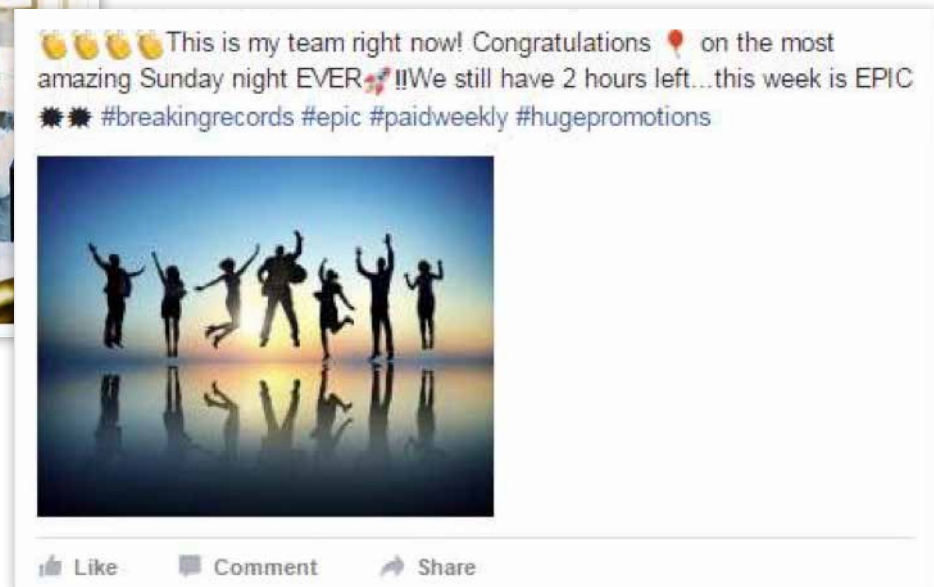 👏👏👏👏This is my team right now! Congratulations 🎈 on the most
amazing Sunday night EVER🚀!!We still have 2 hours left...this week is EPIC
✹✹ #breakingrecords #epic #paidweekly #hugepromotions
Like Comment Share